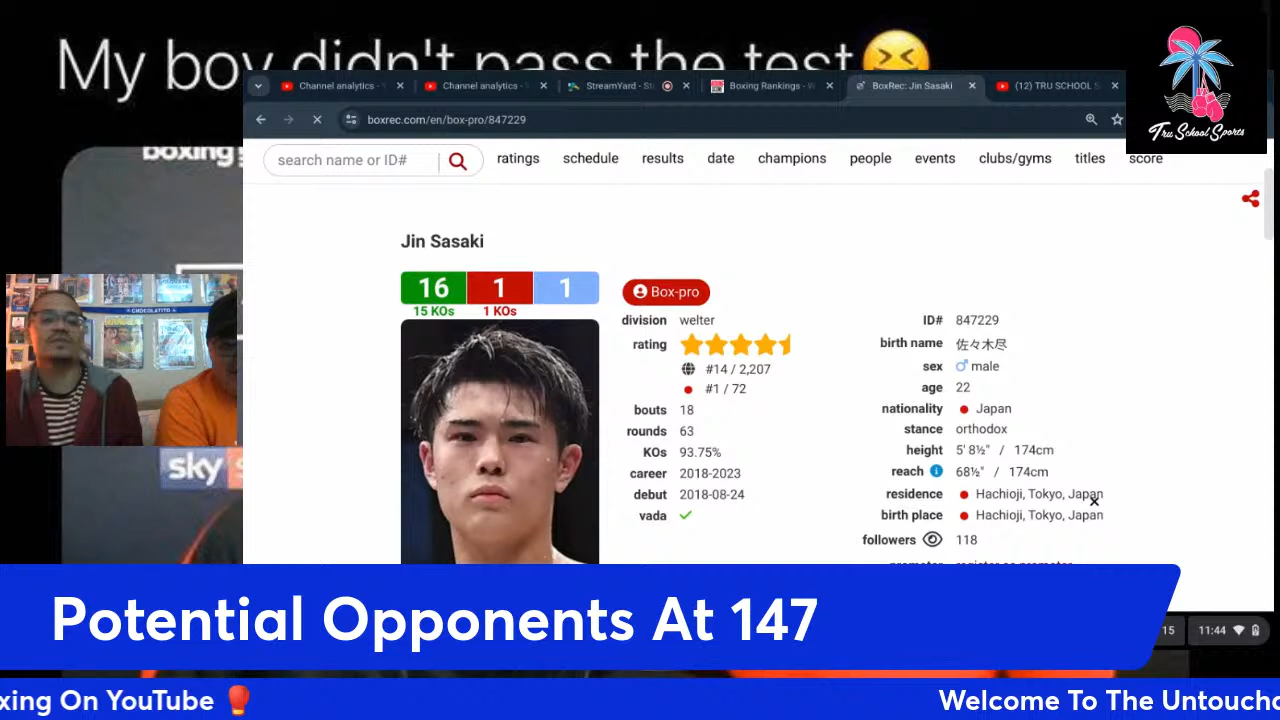 My boy didn't pass the test😆
Channel analytics - Y
Channel analytics - Y
StreamYard - St
Boxing Rankings - W
BoxRec: Jin Sasaki
(12) TRU SCHOOL S
boxrec.com/en/box-pro/847229
Tru School Sports
boxing
search name or ID#
ratings
schedule
results
date
champions
people
events
clubs/gyms
titles
score
Jin Sasaki
16 1 1
15 KOs 1 KOs
Box-pro
division welter
rating
#14 / 2,207
#1 / 72
bouts 18
rounds 63
KOs 93.75%
career 2018-2023
debut 2018-08-24
vada
ID# 847229
birth name 佐々木尽
sex male
age 22
nationality Japan
stance orthodox
height 5' 8½" / 174cm
reach 68½" / 174cm
residence Hachioji, Tokyo, Japan
birth place Hachioji, Tokyo, Japan
followers 118
CHOCOLATITO
sky
Potential Opponents At 147
15 11:44
xing On YouTube 🥊
Welcome To The Untoucha